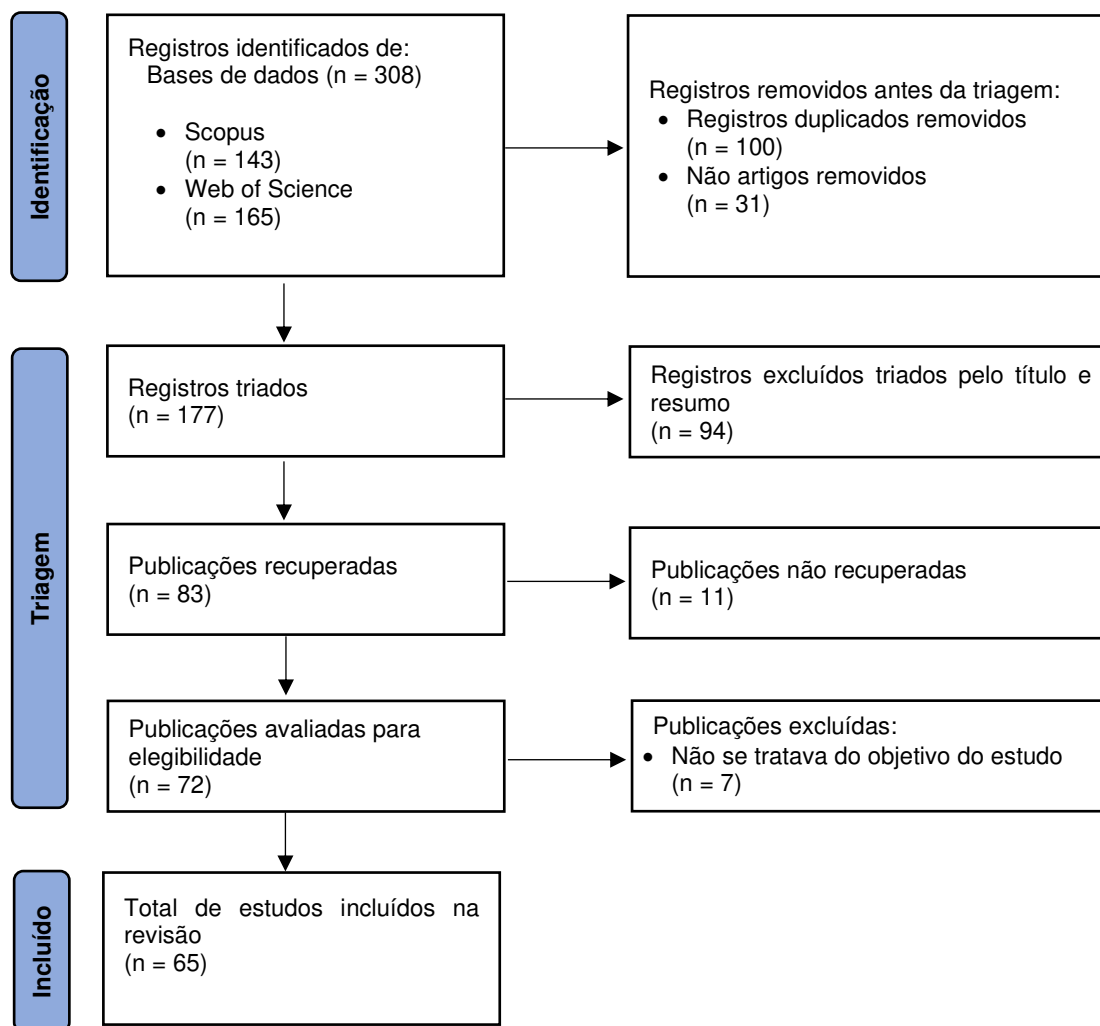 Identificação
Registros identificados de:
Bases de dados (n = 308)
• Scopus
(n = 143)
• Web of Science
(n = 165)
Registros removidos antes da triagem:
• Registros duplicados removidos
(n = 100)
• Não artigos removidos
(n = 31)
Triagem
Registros triados
(n = 177)
Registros excluídos triados pelo título e
resumo
(n = 94)
Publicações recuperadas
(n = 83)
Publicações não recuperadas
(n = 11)
Publicações avaliadas para
elegibilidade
(n = 72)
Publicações excluídas:
• Não se tratava do objetivo do estudo
(n = 7)
Incluído
Total de estudos incluídos na
revisão
(n = 65)